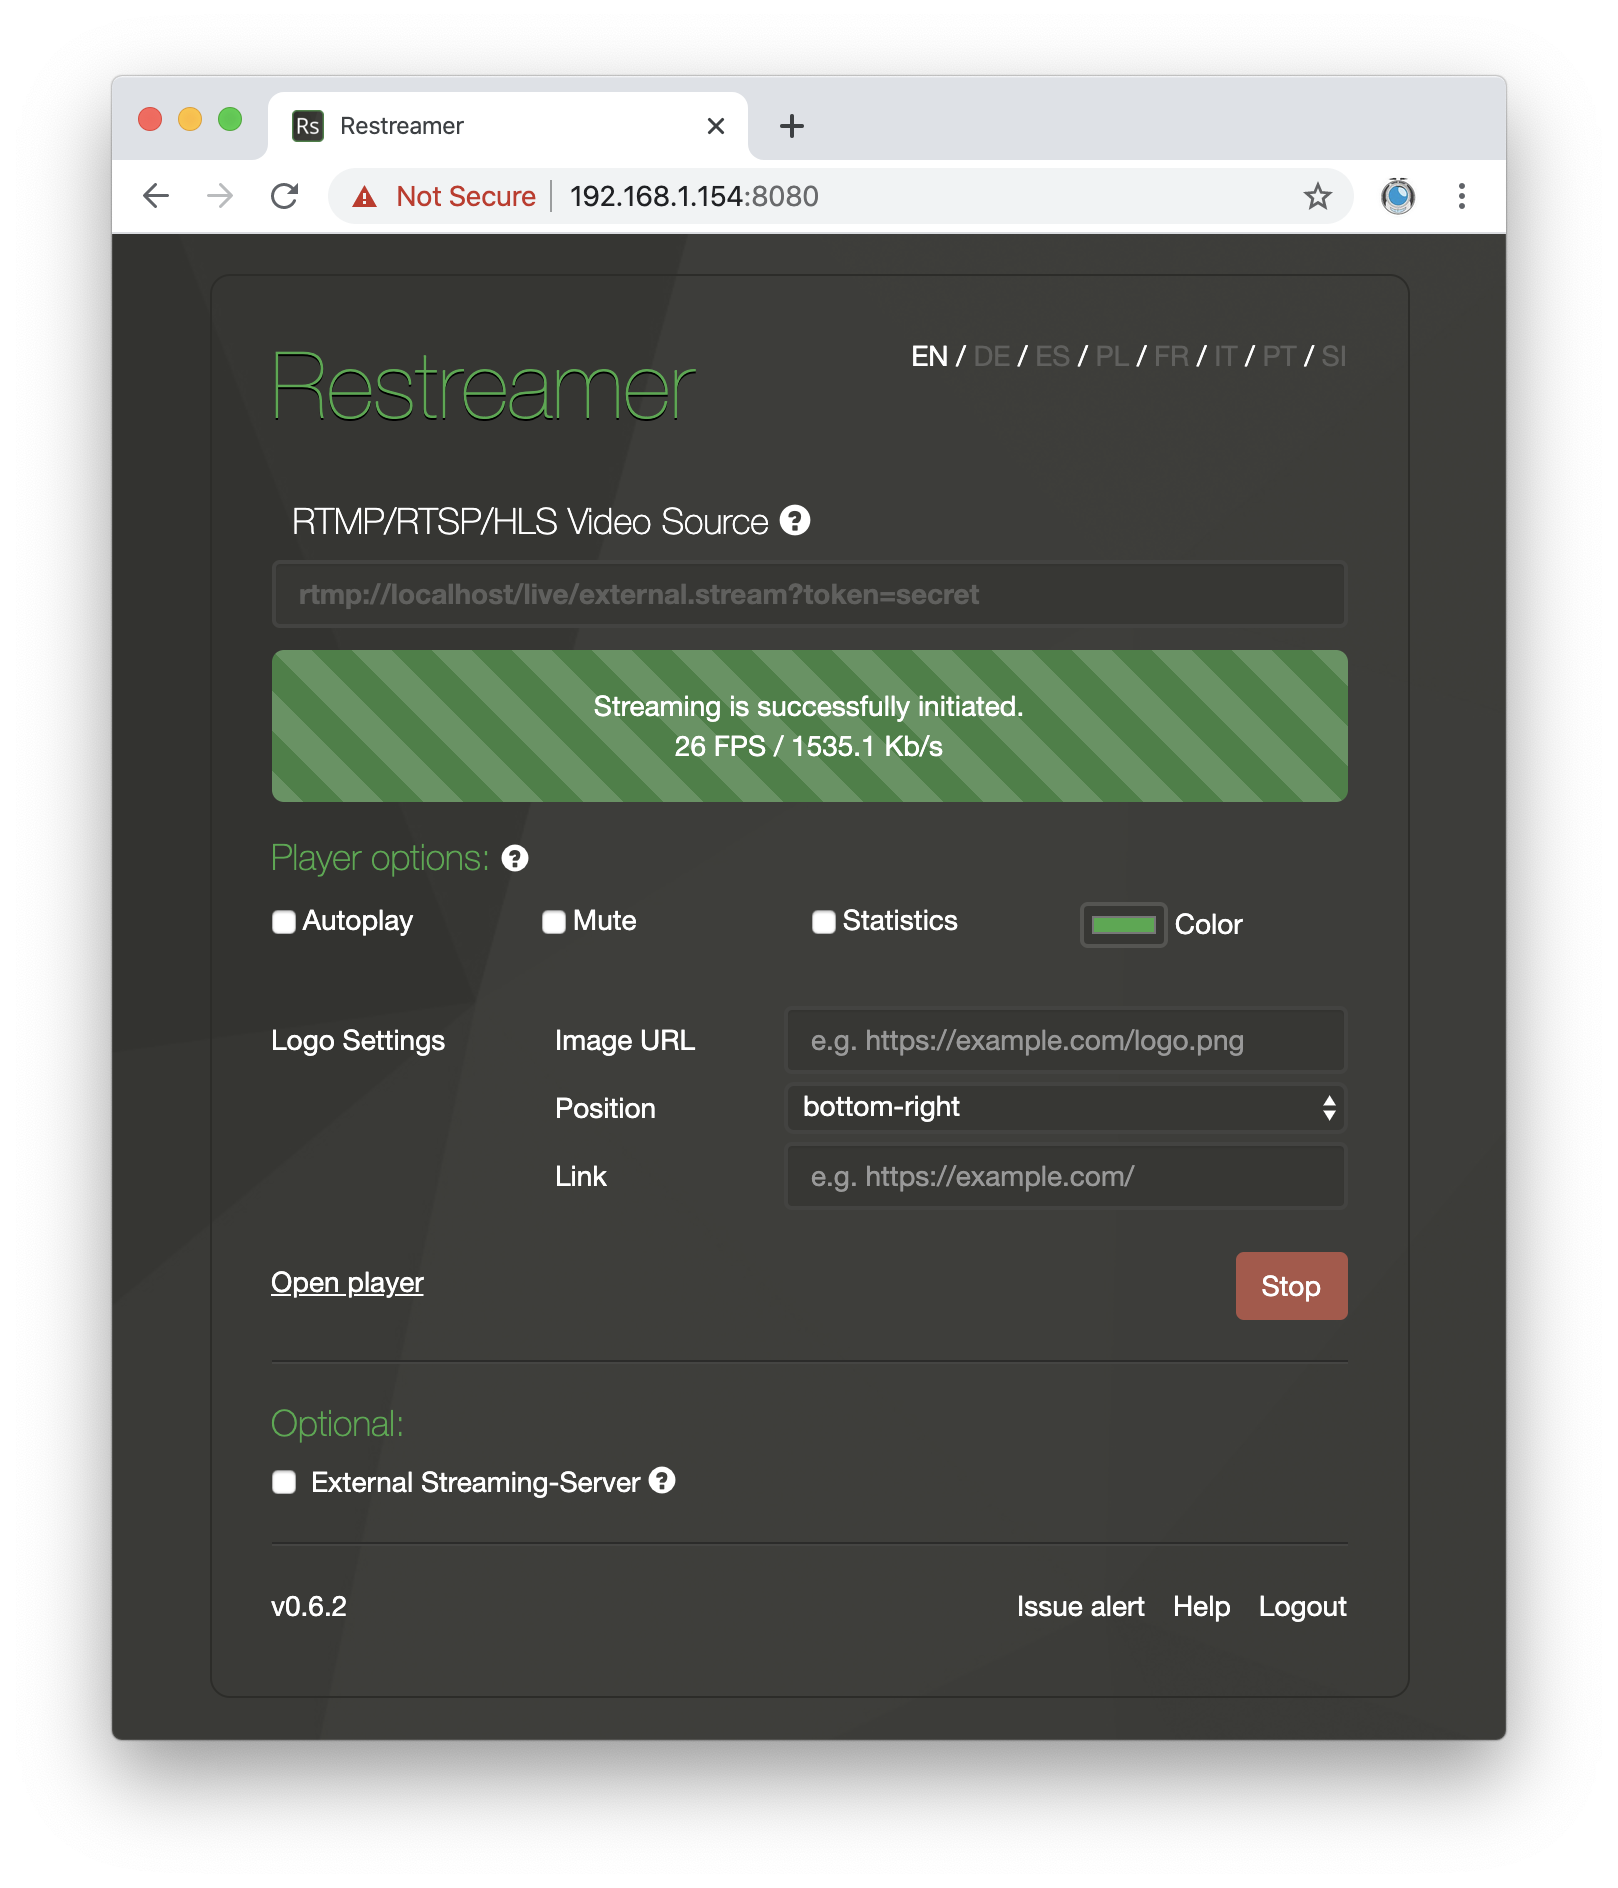 Rs Restreamer
Not Secure 192.168.1.154:8080
Restreamer
EN / DE / ES / PL / FR / IT / PT / SI
RTMP/RTSP/HLS Video Source ?
rtmp://localhost/live/external.stream?token=secret
Streaming is successfully initiated.
26 FPS / 1535.1 Kb/s
Player options: ?
Autoplay Mute Statistics Color
Logo Settings Image URL e.g. https://example.com/logo.png
Position bottom-right
Link e.g. https://example.com/
Open player Stop
Optional:
External Streaming-Server ?
v0.6.2 Issue alert Help Logout